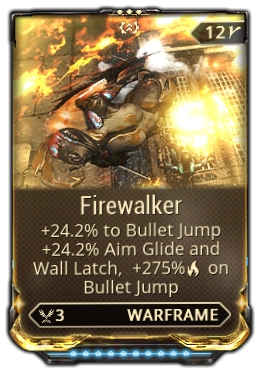 12
Firewalker
+24.2% to Bullet Jump
+24.2% Aim Glide and
Wall Latch, +275% on
Bullet Jump
3 WARFRAME